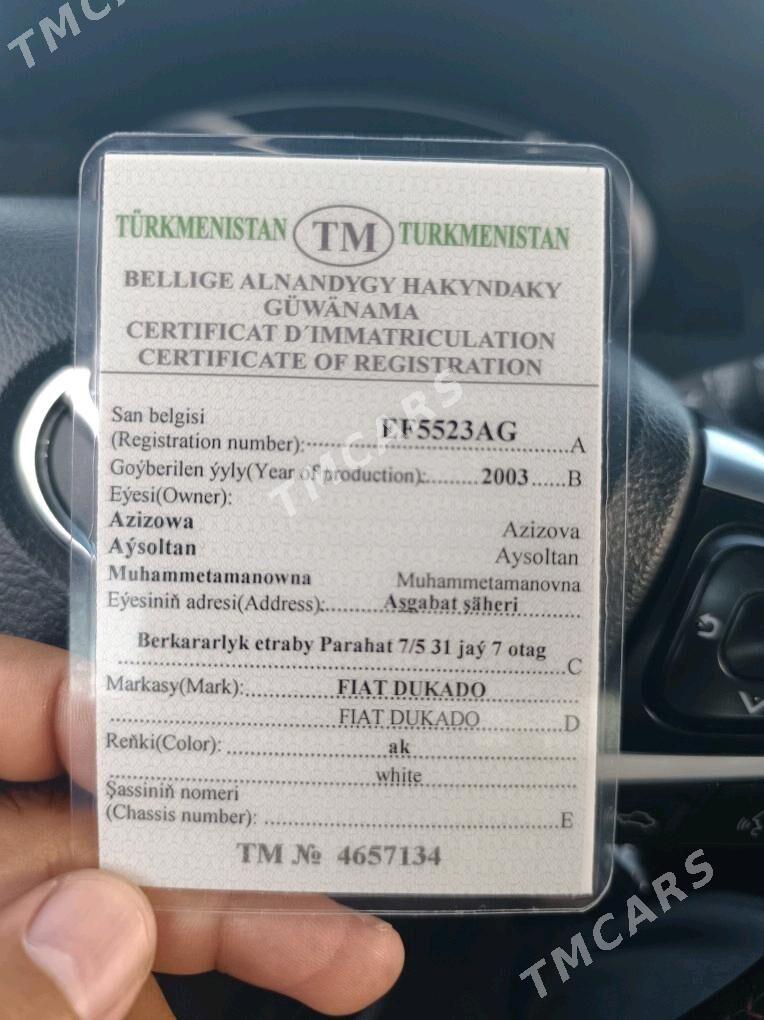 TMCARS
TÜRKMENISTAN TM TURKMENISTAN
BELLIGE ALNANDYGY HAKYNDAKY
GÜWÄNAMA
CERTIFICAT D´IMMATRICULATION
CERTIFICATE OF REGISTRATION
San belgisi
(Registration number):..........EF5523AG..........A
Goýberilen ýyly(Year of production):..........2003......B
Eýesi(Owner):
Azizowa Azizova
Aýsoltan Aysoltan
Muhammetamanowna Muhammetamanovna
Eýesiniň adresi(Address):..........Aşgabat şäheri..........
Berkararlyk etraby Parahat 7/5 31 jaý 7 otag
..........C
Markasy(Mark):..........FIAT DUKADO..........
..........FIAT DUKADO..........D
Reňki(Color):..........ak..........
..........white..........
Şassiniň nomeri
(Chassis number): ..........E
TM № 4657134
TMCARS
TMCARS